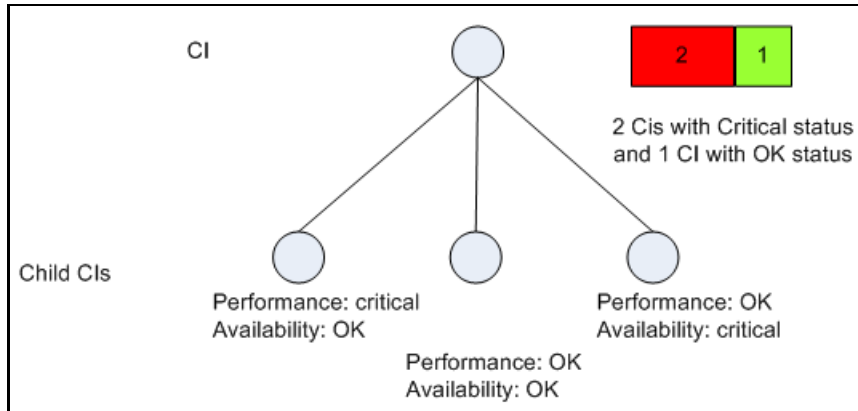 CI
2 1
2 Cis with Critical status
and 1 CI with OK status
Child CIs
Performance: critical
Availability: OK
Performance: OK
Availability: OK
Performance: OK
Availability: critical